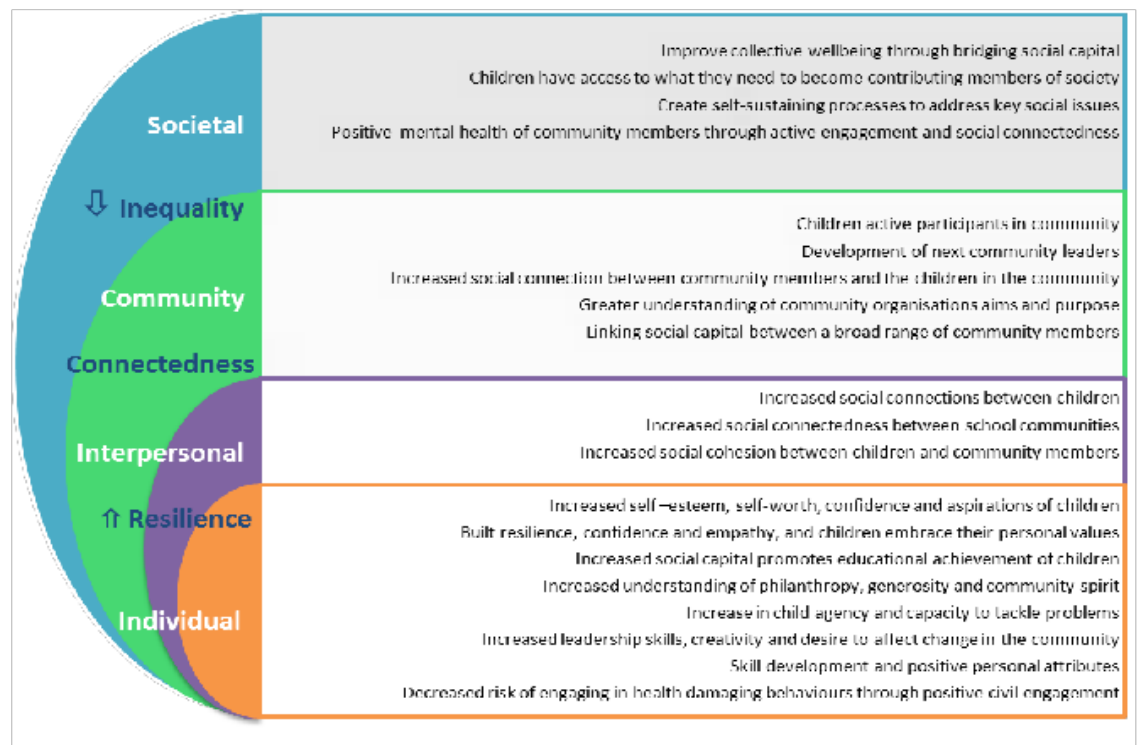 Societal
Improve collective wellbeing through bridging social capital
Children have access to what they need to become contributing members of society
Create self-sustaining processes to address key social issues
Positive mental health of community members through active engagement and social connectedness
⇩ Inequality
Community
Children active participants in community
Development of next community leaders
Increased social connection between community members and the children in the community
Greater understanding of community organisations aims and purpose
Linking social capital between a broad range of community members
Connectedness
Interpersonal
Increased social connections between children
Increased social connectedness between school communities
Increased social cohesion between children and community members
⇧ Resilience
Individual
Increased self –esteem, self-worth, confidence and aspirations of children
Built resilience, confidence and empathy, and children embrace their personal values
Increased social capital promotes educational achievement of children
Increased understanding of philanthropy, generosity and community spirit
Increase in child agency and capacity to tackle problems
Increased leadership skills, creativity and desire to affect change in the community
Skill development and positive personal attributes
Decreased risk of engaging in health damaging behaviours through positive civil engagement